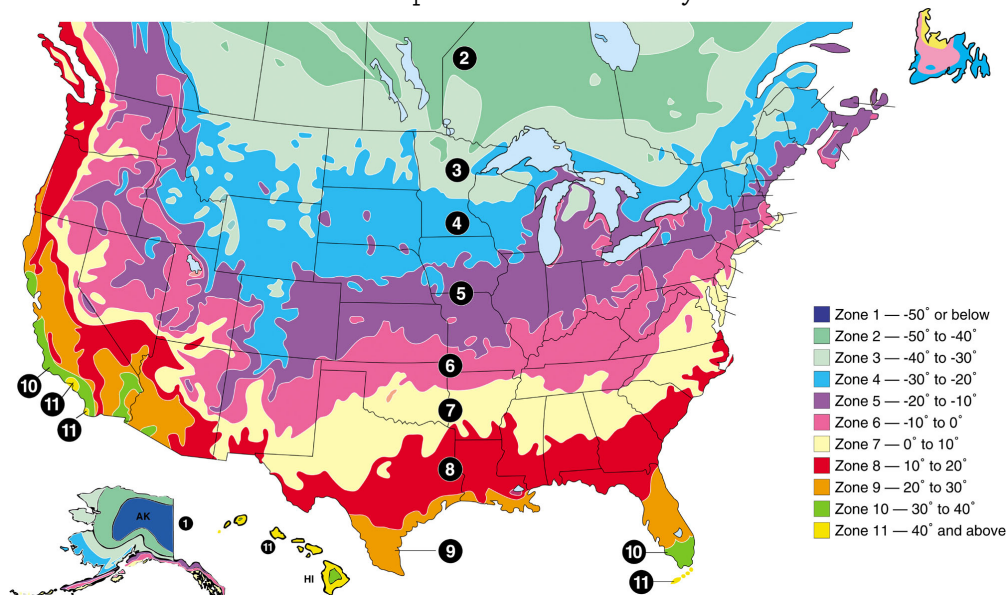 2
3
4
5
6
10
11
11
7
8
9
10
11
AK
1
11
HI
Zone 1 — -50˚ or below
Zone 2 — -50˚ to -40˚
Zone 3 — -40˚ to -30˚
Zone 4 — -30˚ to -20˚
Zone 5 — -20˚ to -10˚
Zone 6 — -10˚ to 0˚
Zone 7 — 0˚ to 10˚
Zone 8 — 10˚ to 20˚
Zone 9 — 20˚ to 30˚
Zone 10 — 30˚ to 40˚
Zone 11 — 40˚ and above